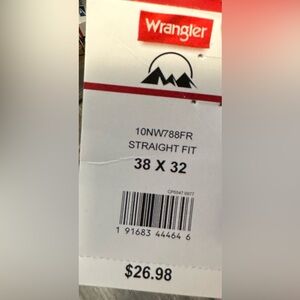 Wrangler
10NW788FR
STRAIGHT FIT
38 X 32
1 91683 44464 6
$26.98